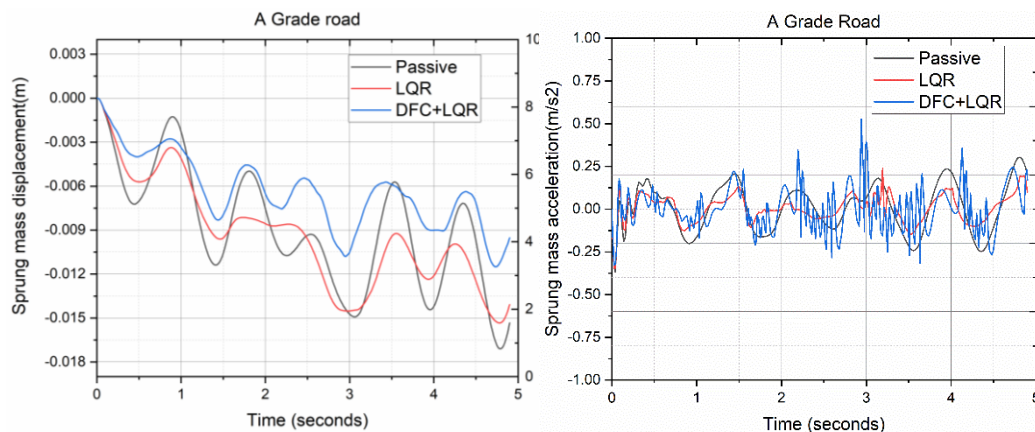 A Grade road
Sprung mass displacement(m)
0.003
0.000
-0.003
-0.006
-0.009
-0.012
-0.015
-0.018
10
8
6
4
2
0
Passive
LQR
DFC+LQR
0 1 2 3 4 5
Time (seconds)
A Grade Road
Sprung mass acceleration(m/s2)
1.00
0.75
0.50
0.25
0.00
-0.25
-0.50
-0.75
-1.00
Passive
LQR
DFC+LQR
0 1 2 3 4 5
Time (seconds)